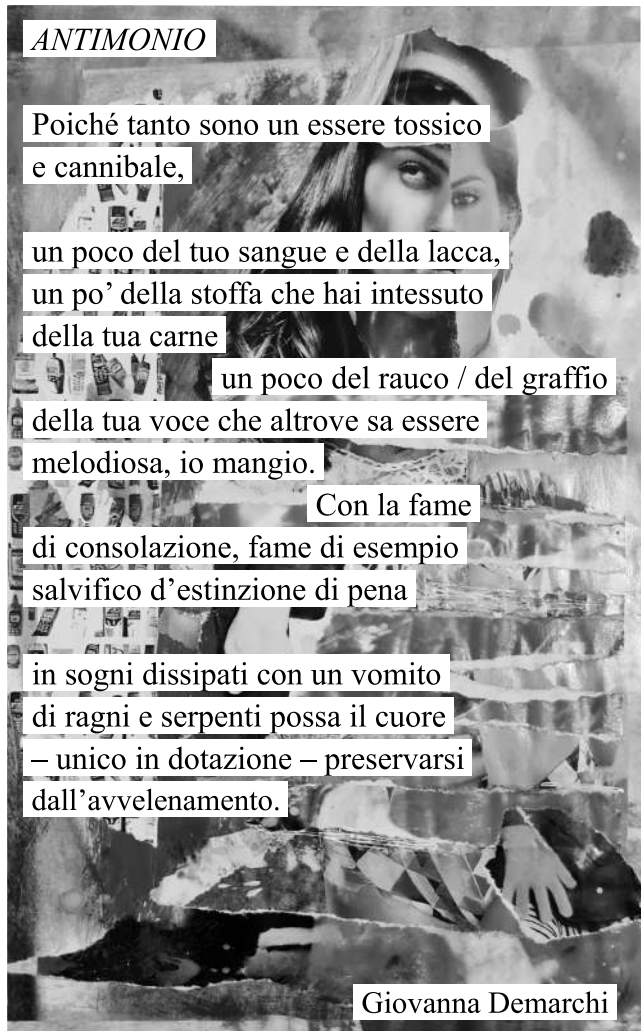 ANTIMONIO
Poiché tanto sono un essere tossico
e cannibale,
un poco del tuo sangue e della lacca,
un po’ della stoffa che hai intessuto
della tua carne
un poco del rauco / del graffio
della tua voce che altrove sa essere
melodiosa, io mangio.
Con la fame
di consolazione, fame di esempio
salvifico d’estinzione di pena
in sogni dissipati con un vomito
di ragni e serpenti possa il cuore
– unico in dotazione – preservarsi
dall’avvelenamento.
Giovanna Demarchi